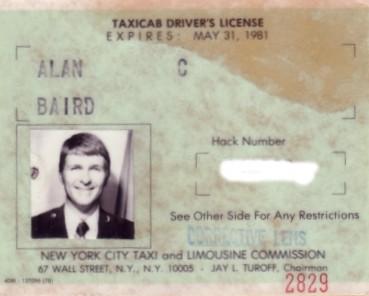 TAXICAB DRIVER'S LICENSE
EXPIRES: MAY 31, 1981
ALAN C
BAIRD
Hack Number
See Other Side For Any Restrictions
CORRECTIVE LENS
NEW YORK CITY TAXI and LIMOUSINE COMMISSION
67 WALL STREET, N.Y., N.Y. 10005 - JAY L. TUROFF, Chairman
2829